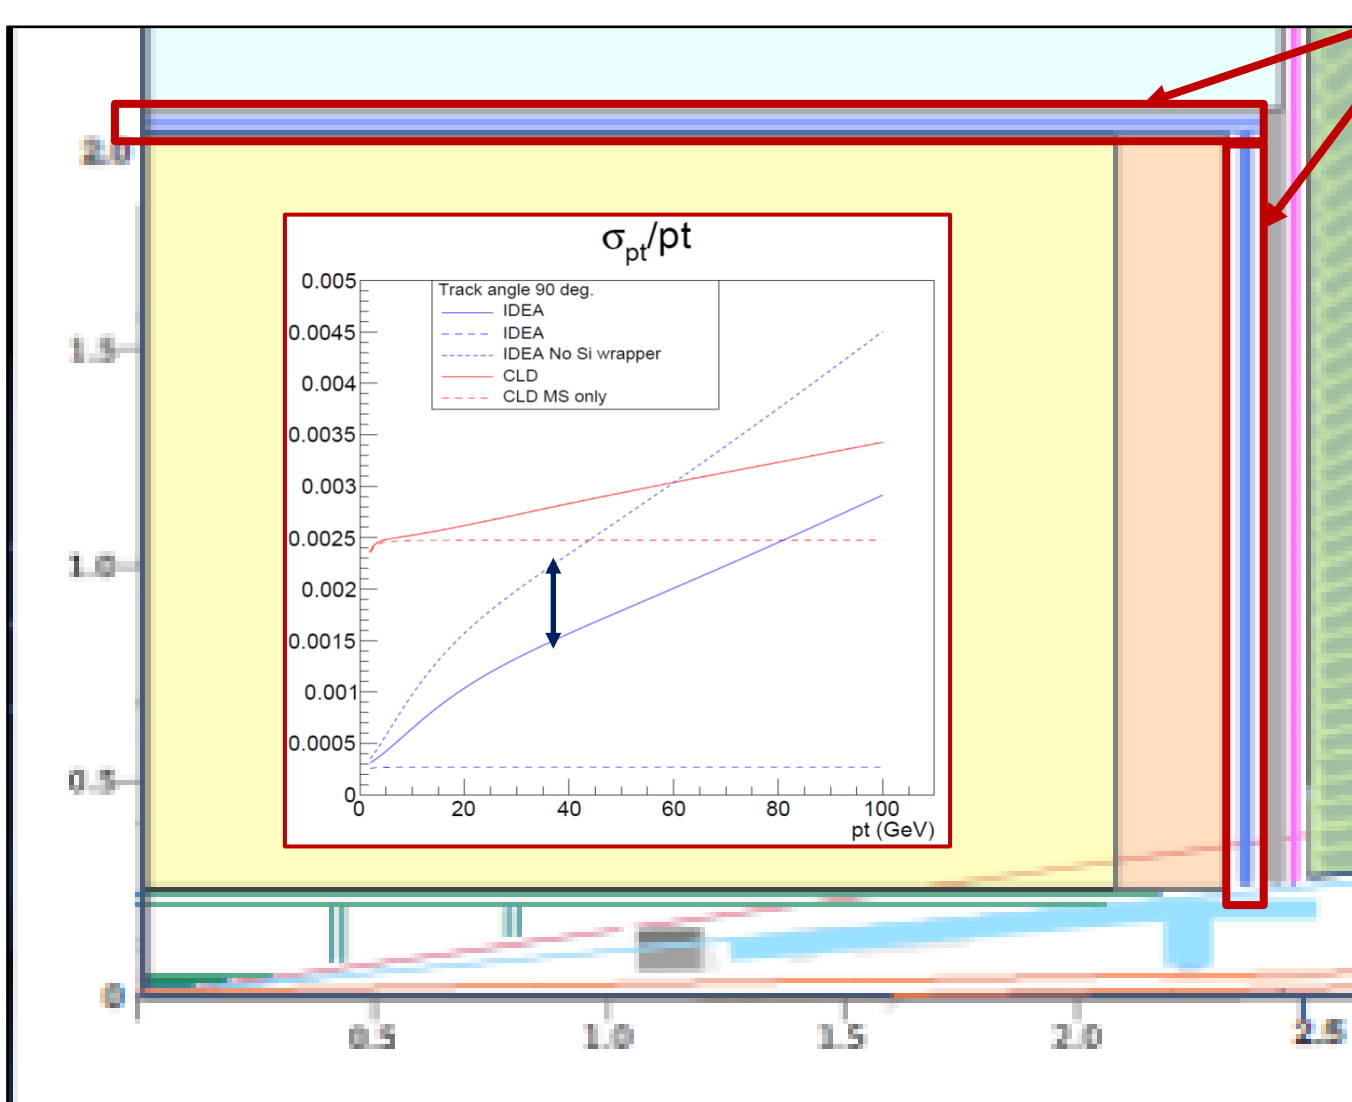 2.0
1.5
1.0
0.5
0
σpt/pt
0.005
0.0045
0.004
0.0035
0.003
0.0025
0.002
0.0015
0.001
0.0005
0
Track angle 90 deg.
IDEA
IDEA
IDEA No Si wrapper
CLD
CLD MS only
0 20 40 60 80 100
pt (GeV)
0.5 1.0 1.5 2.0 2.5